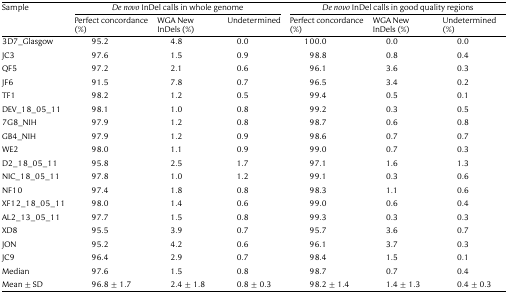 Sample De novo InDel calls in whole genome De novo InDel calls in good quality regions
Perfect concordance (%) WGA New InDels (%) Undetermined Perfect concordance (%) WGA New InDels (%) Undetermined (%)
3D7_Glasgow 95.2 4.8 0.0 100.0 0.0 0.0
JC3 97.6 1.5 0.9 98.8 0.8 0.4
QF5 97.2 2.1 0.6 96.1 3.6 0.3
JF6 91.5 7.8 0.7 96.5 3.4 0.2
TF1 98.2 1.2 0.5 99.4 0.5 0.1
DEV_18_05_11 98.1 1.0 0.8 99.2 0.3 0.5
7G8_NIH 97.9 1.2 0.8 98.7 0.6 0.8
GB4_NIH 97.9 1.2 0.9 98.6 0.7 0.7
WE2 98.0 1.1 0.9 99.0 0.7 0.3
D2_18_05_11 95.8 2.5 1.7 97.1 1.6 1.3
NIC_18_05_11 97.8 1.0 1.2 99.1 0.3 0.6
NF10 97.4 1.8 0.8 98.3 1.1 0.6
XF12_18_05_11 98.0 1.4 0.6 99.0 0.6 0.4
AL2_13_05_11 97.7 1.5 0.8 99.3 0.3 0.3
XD8 95.5 3.9 0.7 95.7 3.6 0.7
JON 95.2 4.2 0.6 96.1 3.7 0.3
JC9 96.4 2.9 0.7 98.4 1.5 0.1
Median 97.6 1.5 0.8 98.7 0.7 0.4
Mean ± SD 96.8 ± 1.7 2.4 ± 1.8 0.8 ± 0.3 98.2 ± 1.4 1.4 ± 1.3 0.4 ± 0.3